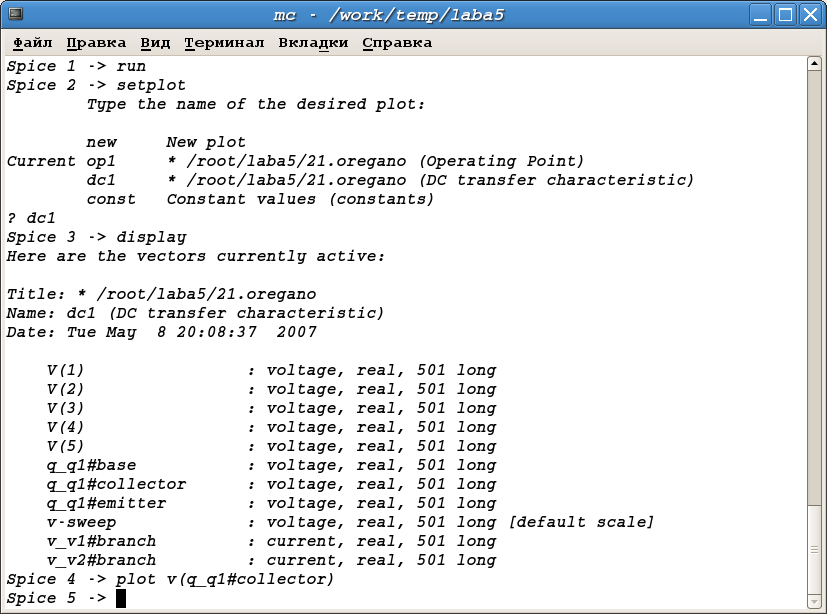 mc - /work/temp/laba5
Файл Правка Вид Терминал Вкладки Справка
Spice 1 -> run
Spice 2 -> setplot
Type the name of the desired plot:
new New plot
Current op1 * /root/laba5/21.oregano (Operating Point)
dc1 * /root/laba5/21.oregano (DC transfer characteristic)
const Constant values (constants)
? dc1
Spice 3 -> display
Here are the vectors currently active:
Title: * /root/laba5/21.oregano
Name: dc1 (DC transfer characteristic)
Date: Tue May 8 20:08:37 2007
V(1) : voltage, real, 501 long
V(2) : voltage, real, 501 long
V(3) : voltage, real, 501 long
V(4) : voltage, real, 501 long
V(5) : voltage, real, 501 long
q_q1#base : voltage, real, 501 long
q_q1#collector : voltage, real, 501 long
q_q1#emitter : voltage, real, 501 long
v-sweep : voltage, real, 501 long [default scale]
v_v1#branch : current, real, 501 long
v_v2#branch : current, real, 501 long
Spice 4 -> plot v(q_q1#collector)
Spice 5 ->